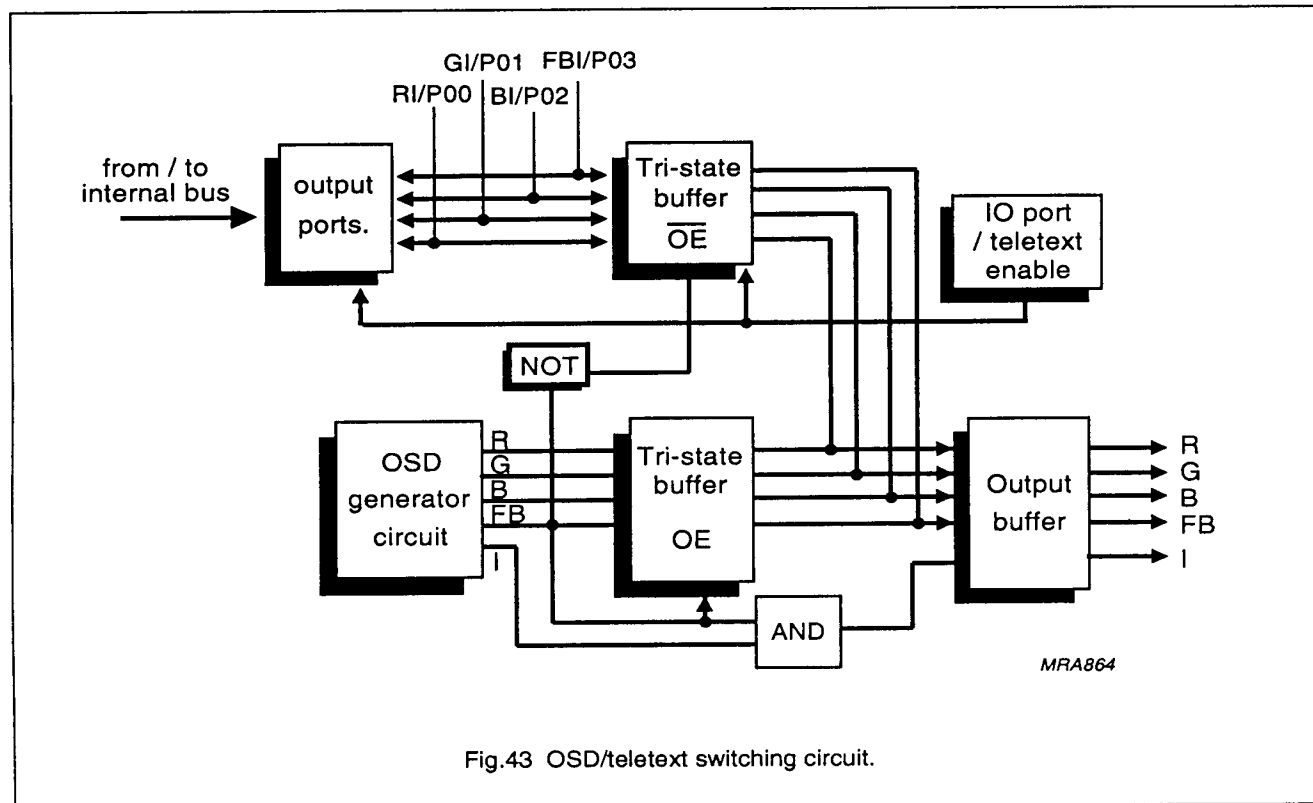 GI/P01 FBI/P03
RI/P00 BI/P02
from / to
internal bus
output
ports.
Tri-state
buffer
OE
IO port
/ teletext
enable
NOT
OSD
generator
circuit
R
G
B
FB
I
Tri-state
buffer
OE
AND
Output
buffer
R
G
B
FB
I
MRA864
Fig.43 OSD/teletext switching circuit.